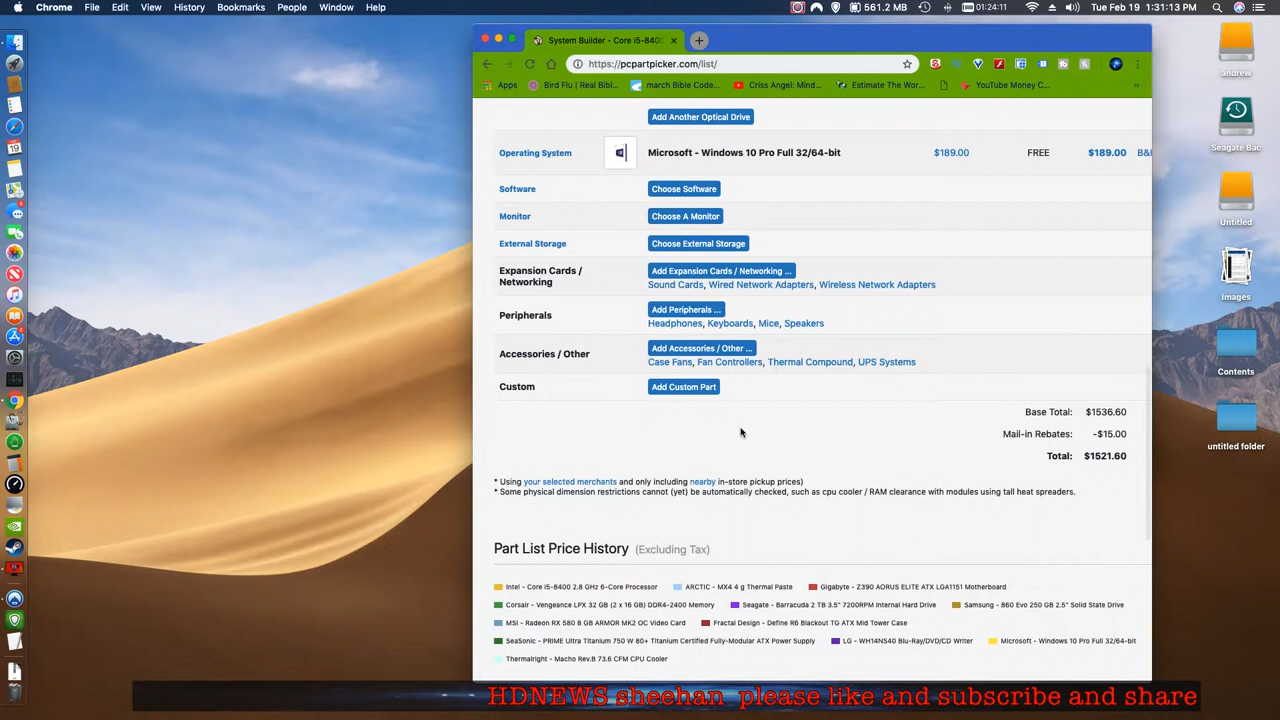 Chrome File Edit View History Bookmarks People Window Help 561.2 MB 01:24:11 Tue Feb 19 1:31:13 PM
System Builder - Core i5-8400
https://pcpartpicker.com/list/
Apps Bird Flu | Real Bibl... march Bible Code... Criss Angel: Mind... Estimate The Wor... YouTube Money C... »
Add Another Optical Drive
Operating System Microsoft - Windows 10 Pro Full 32/64-bit $189.00 FREE $189.00 B&H
Software Choose Software
Monitor Choose A Monitor
External Storage Choose External Storage
Expansion Cards / Networking Add Expansion Cards / Networking ...
Sound Cards, Wired Network Adapters, Wireless Network Adapters
Peripherals Add Peripherals ...
Headphones, Keyboards, Mice, Speakers
Accessories / Other Add Accessories / Other ...
Case Fans, Fan Controllers, Thermal Compound, UPS Systems
Custom Add Custom Part
Base Total: $1536.60
Mail-in Rebates: -$15.00
Total: $1521.60
* Using your selected merchants and only including nearby in-store pickup prices)
* Some physical dimension restrictions cannot (yet) be automatically checked, such as cpu cooler / RAM clearance with modules using tall heat spreaders.
Part List Price History (Excluding Tax)
Intel - Core i5-8400 2.8 GHz 6-Core Processor ARCTIC - MX4 4 g Thermal Paste Gigabyte - Z390 AORUS ELITE ATX LGA1151 Motherboard
Corsair - Vengeance LPX 32 GB (2 x 16 GB) DDR4-2400 Memory Seagate - Barracuda 2 TB 3.5" 7200RPM Internal Hard Drive Samsung - 860 Evo 250 GB 2.5" Solid State Drive
MSI - Radeon RX 580 8 GB ARMOR MK2 OC Video Card Fractal Design - Define R6 Blackout TG ATX Mid Tower Case
SeaSonic - PRIME Ultra Titanium 750 W 80+ Titanium Certified Fully-Modular ATX Power Supply LG - WH14NS40 Blu-Ray/DVD/CD Writer Microsoft - Windows 10 Pro Full 32/64-bit
Thermalright - Macho Rev.B 73.6 CFM CPU Cooler
andrew
Seagate Bac
Untitled
Images
Contents
untitled folder
HDNEWS sheehan please like and subscribe and share